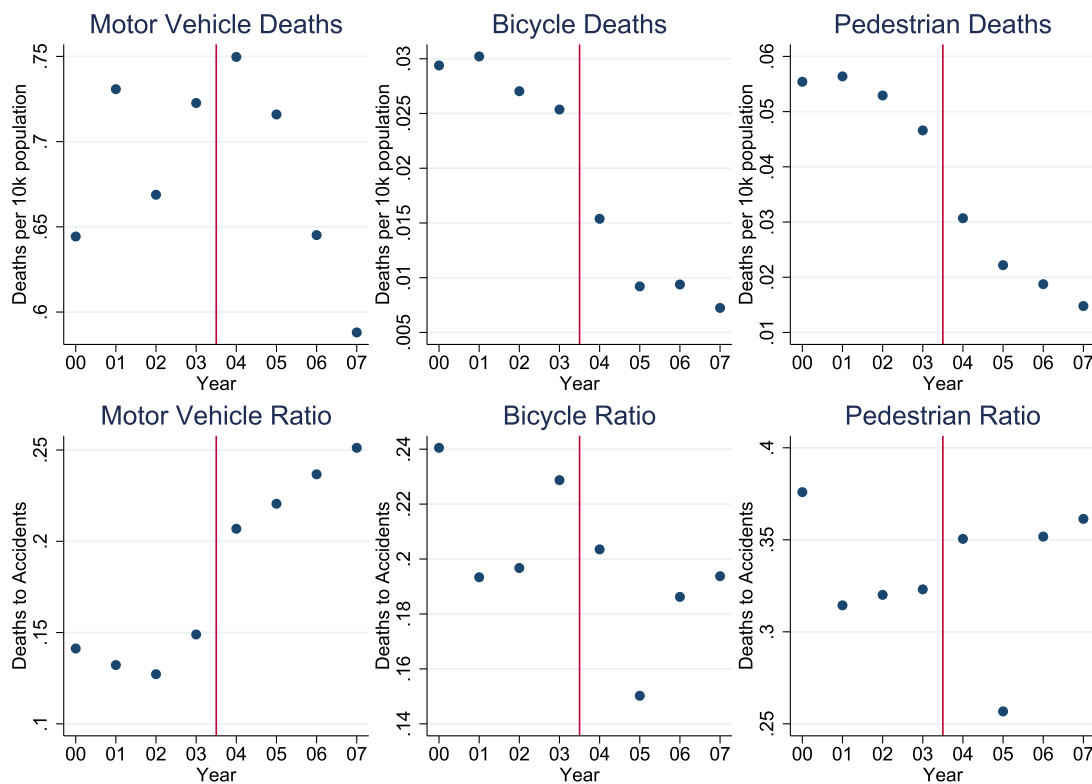 Motor Vehicle Deaths
Deaths per 10k population
.75
.7
.65
.6
00 01 02 03 04 05 06 07
Year
Bicycle Deaths
Deaths per 10k population
.03
.025
.02
.015
.01
.005
00 01 02 03 04 05 06 07
Year
Pedestrian Deaths
Deaths per 10k population
.06
.05
.04
.03
.02
.01
00 01 02 03 04 05 06 07
Year
Motor Vehicle Ratio
Deaths to Accidents
.25
.2
.15
.1
00 01 02 03 04 05 06 07
Year
Bicycle Ratio
Deaths to Accidents
.24
.22
.2
.18
.16
.14
00 01 02 03 04 05 06 07
Year
Pedestrian Ratio
Deaths to Accidents
.4
.35
.3
.25
00 01 02 03 04 05 06 07
Year